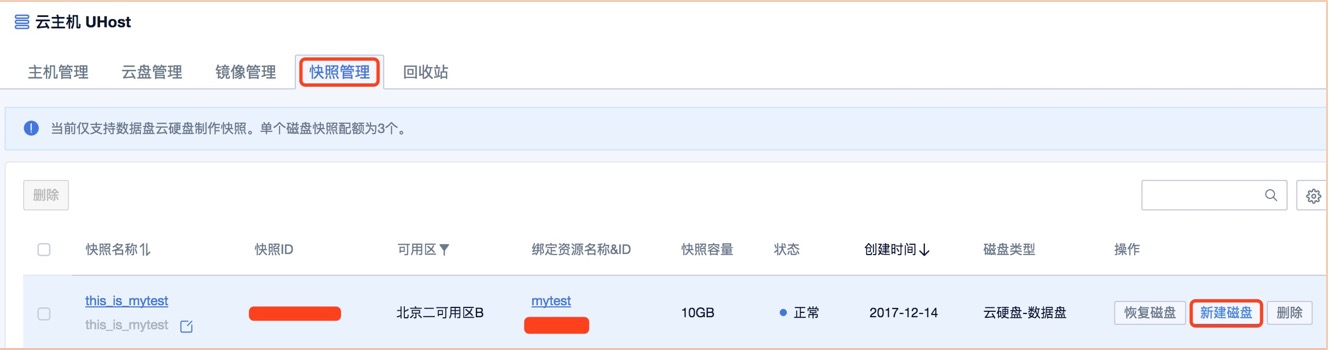 云主机 UHost
主机管理 云盘管理 镜像管理 快照管理 回收站
当前仅支持数据盘云硬盘制作快照。单个磁盘快照配额为3个。
删除
快照名称 快照ID 可用区 绑定资源名称&ID 快照容量 状态 创建时间 磁盘类型 操作
this_is_mytest mytest
北京二可用区B 10GB 正常 2017-12-14 云硬盘-数据盘 恢复磁盘 新建磁盘 删除
this_is_mytest